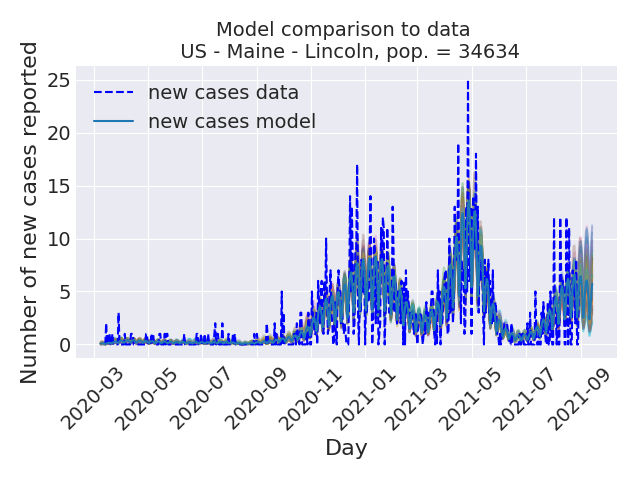 Model comparison to data
US - Maine - Lincoln, pop. = 34634
Number of new cases reported
25
20
15
10
5
0
new cases data
new cases model
2020-03
2020-05
2020-07
2020-09
2020-11
2021-01
2021-03
2021-05
2021-07
2021-09
Day